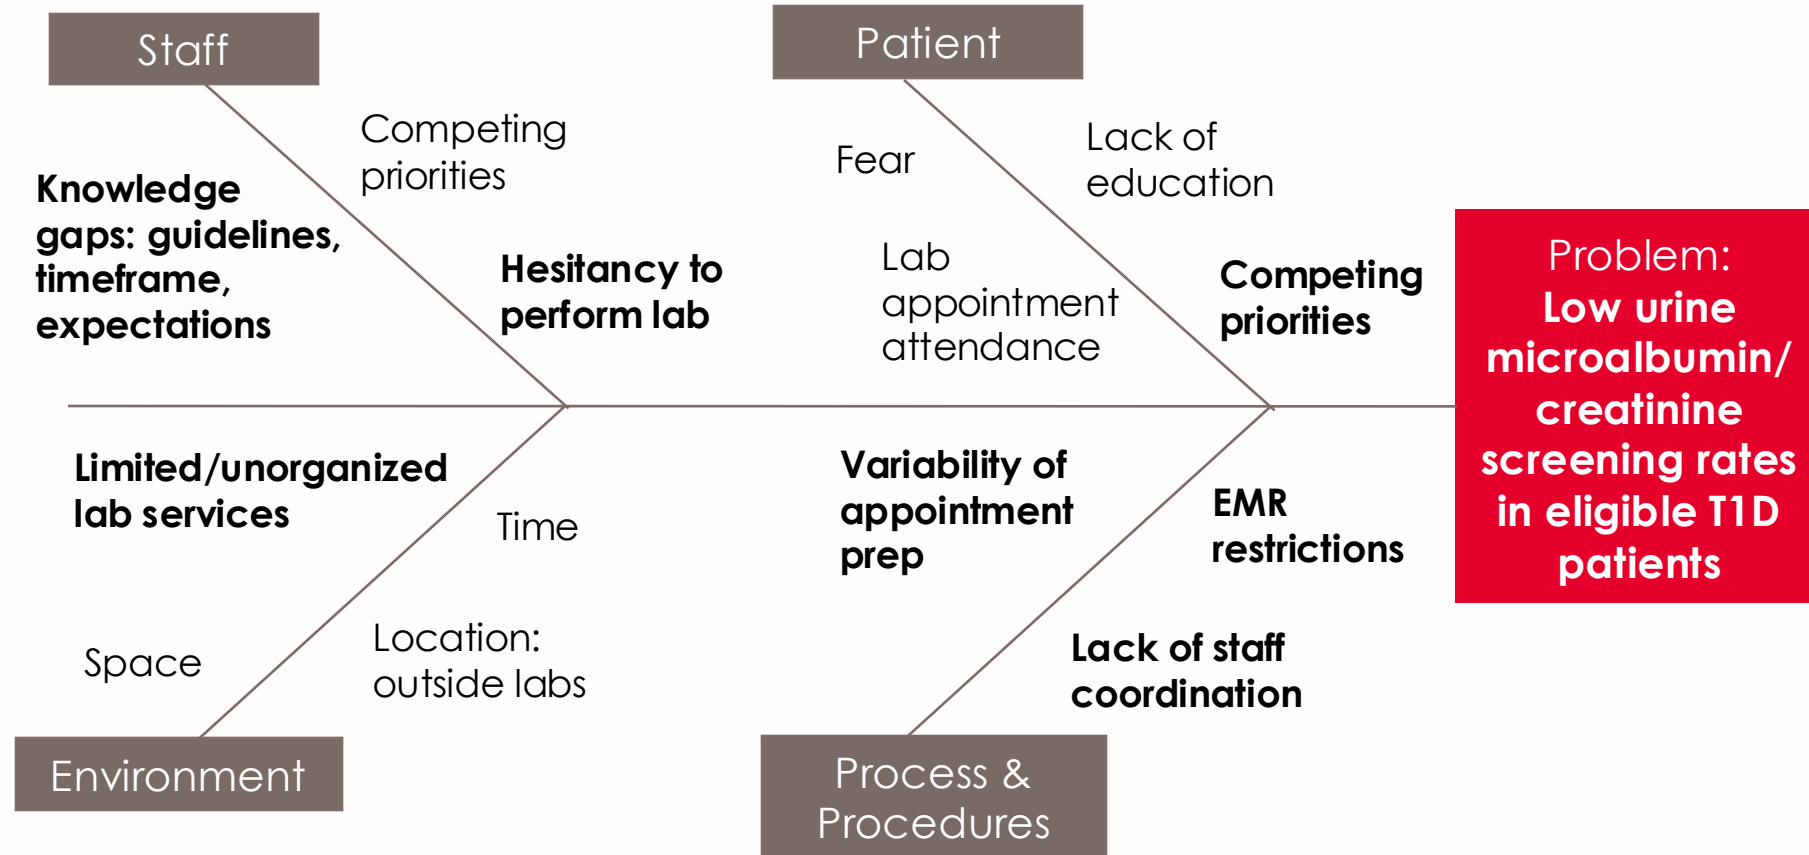 Staff
Competing
priorities
Knowledge
gaps: guidelines,
timeframe,
expectations
Hesitancy to
perform lab
Patient
Fear
Lack of
education
Lab
appointment
attendance
Competing
priorities
Limited/unorganized
lab services
Time
Space
Location:
outside labs
Environment
Variability of
appointment
prep
EMR
restrictions
Lack of staff
coordination
Process &
Procedures
Problem:
Low urine
microalbumin/
creatinine
screening rates
in eligible T1D
patients